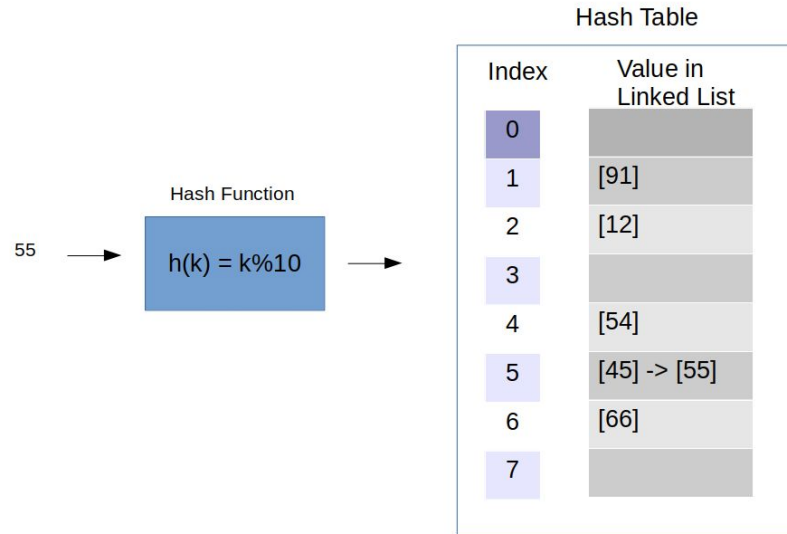 Hash Table
Index
Value in
Linked List
0
1 [91]
2 [12]
3
4 [54]
5 [45] -> [55]
6 [66]
7
Hash Function
55
h(k) = k%10